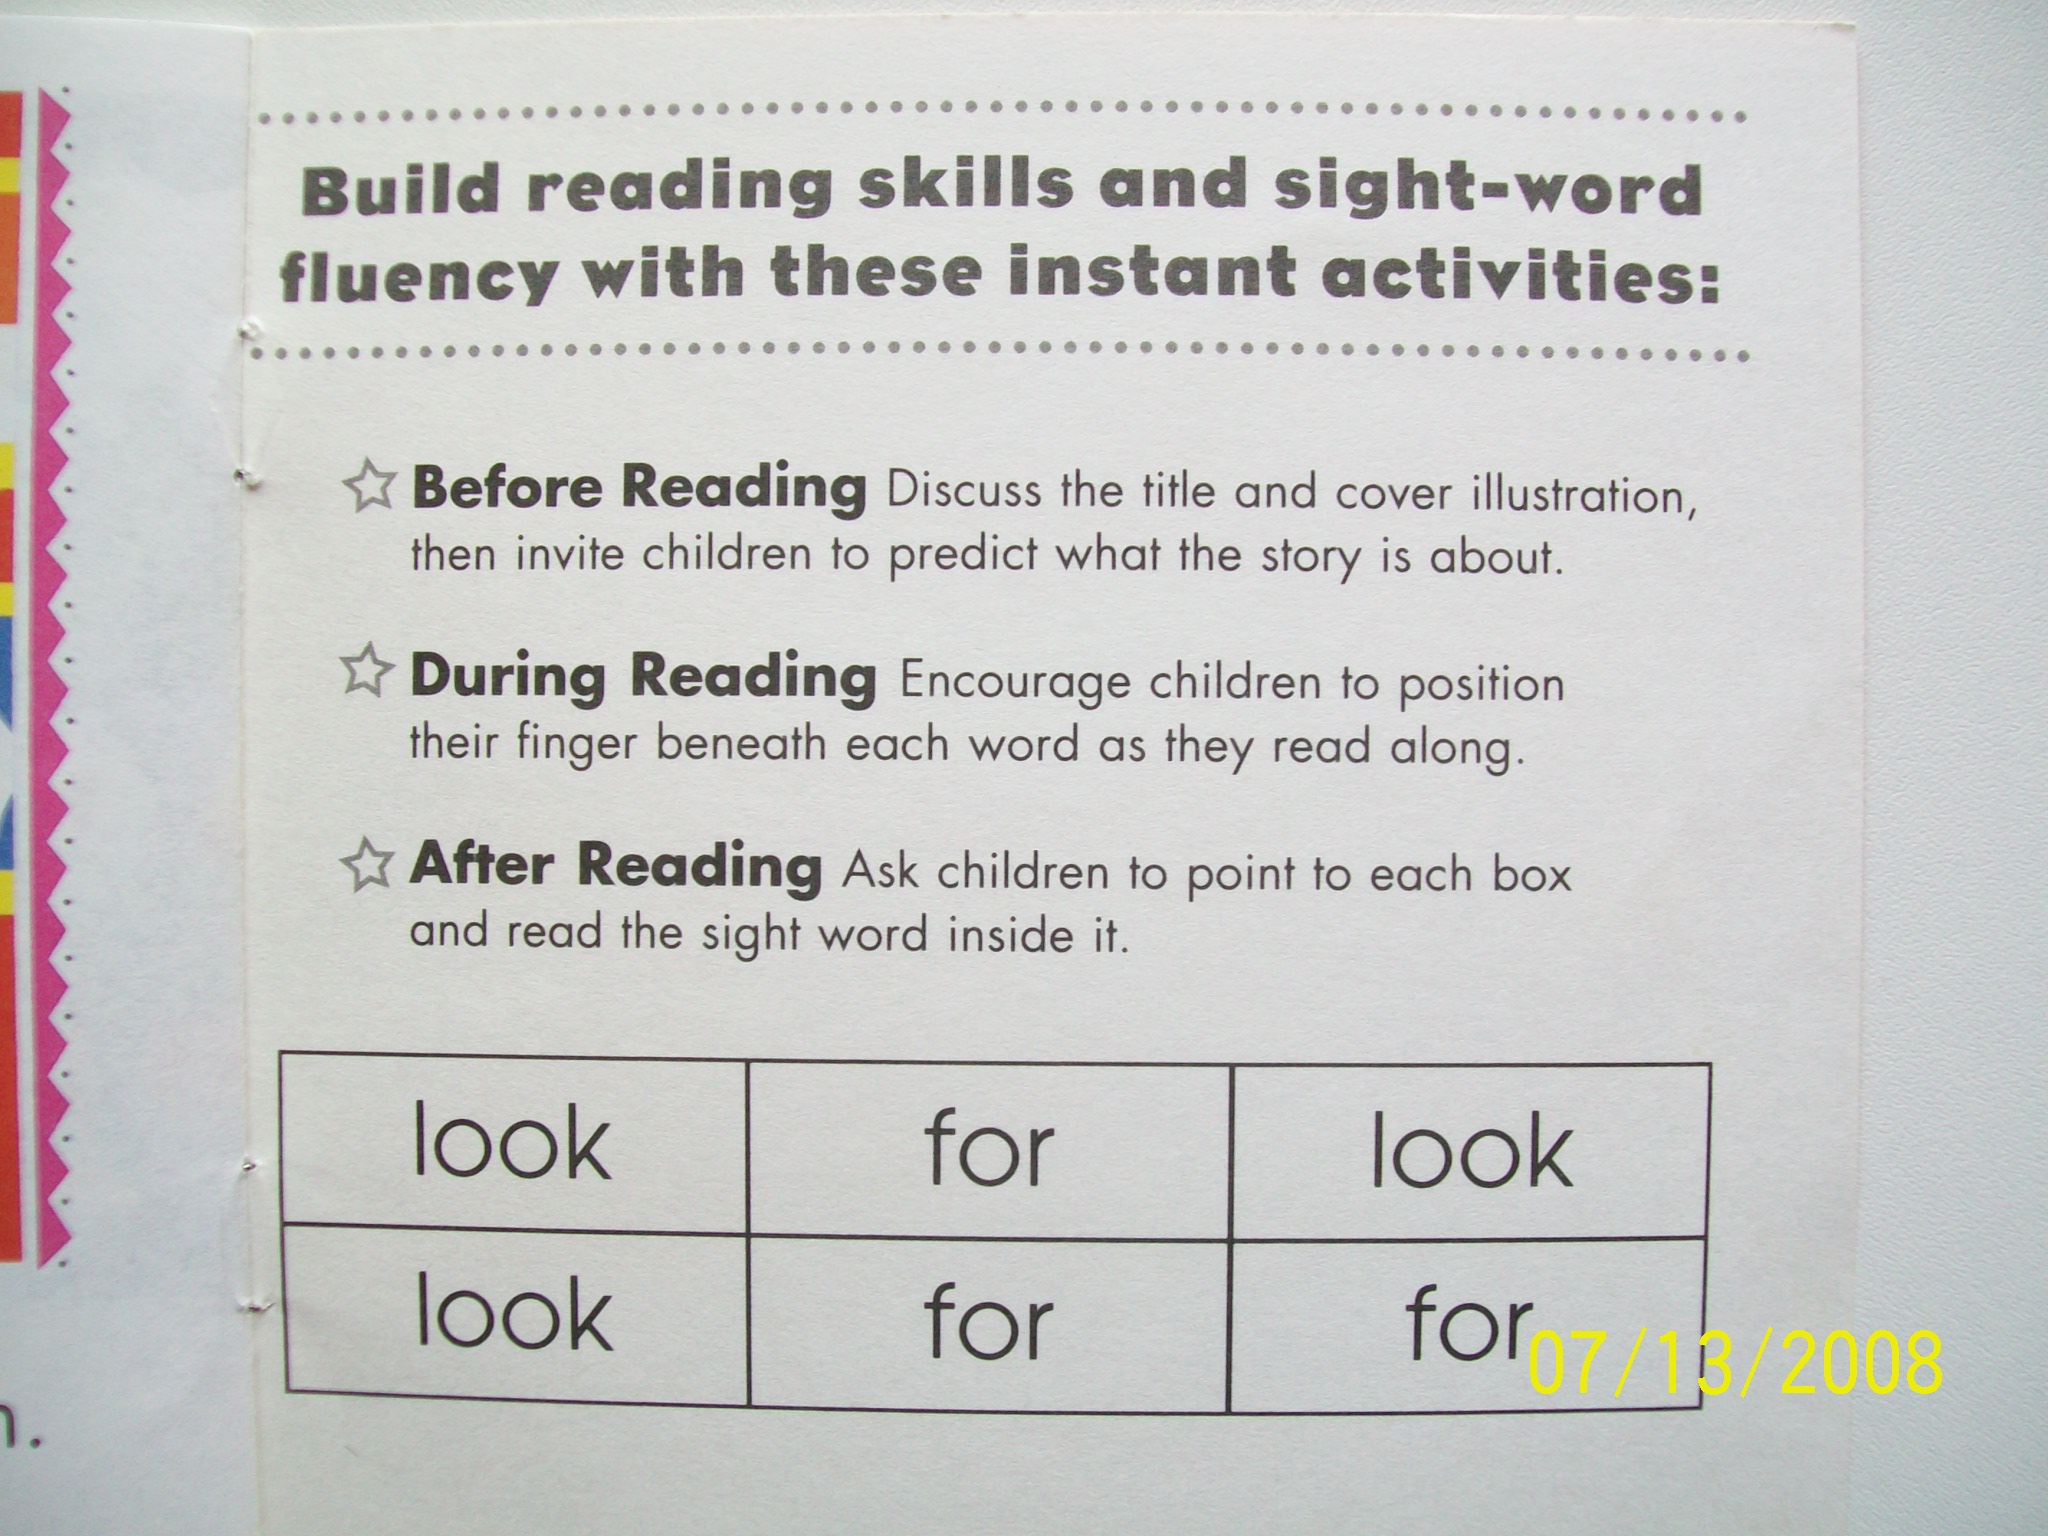 Build reading skills and sight-word
fluency with these instant activities:
Before Reading Discuss the title and cover illustration,
then invite children to predict what the story is about.
During Reading Encourage children to position
their finger beneath each word as they read along.
After Reading Ask children to point to each box
and read the sight word inside it.
look for look
look for for
07/13/2008